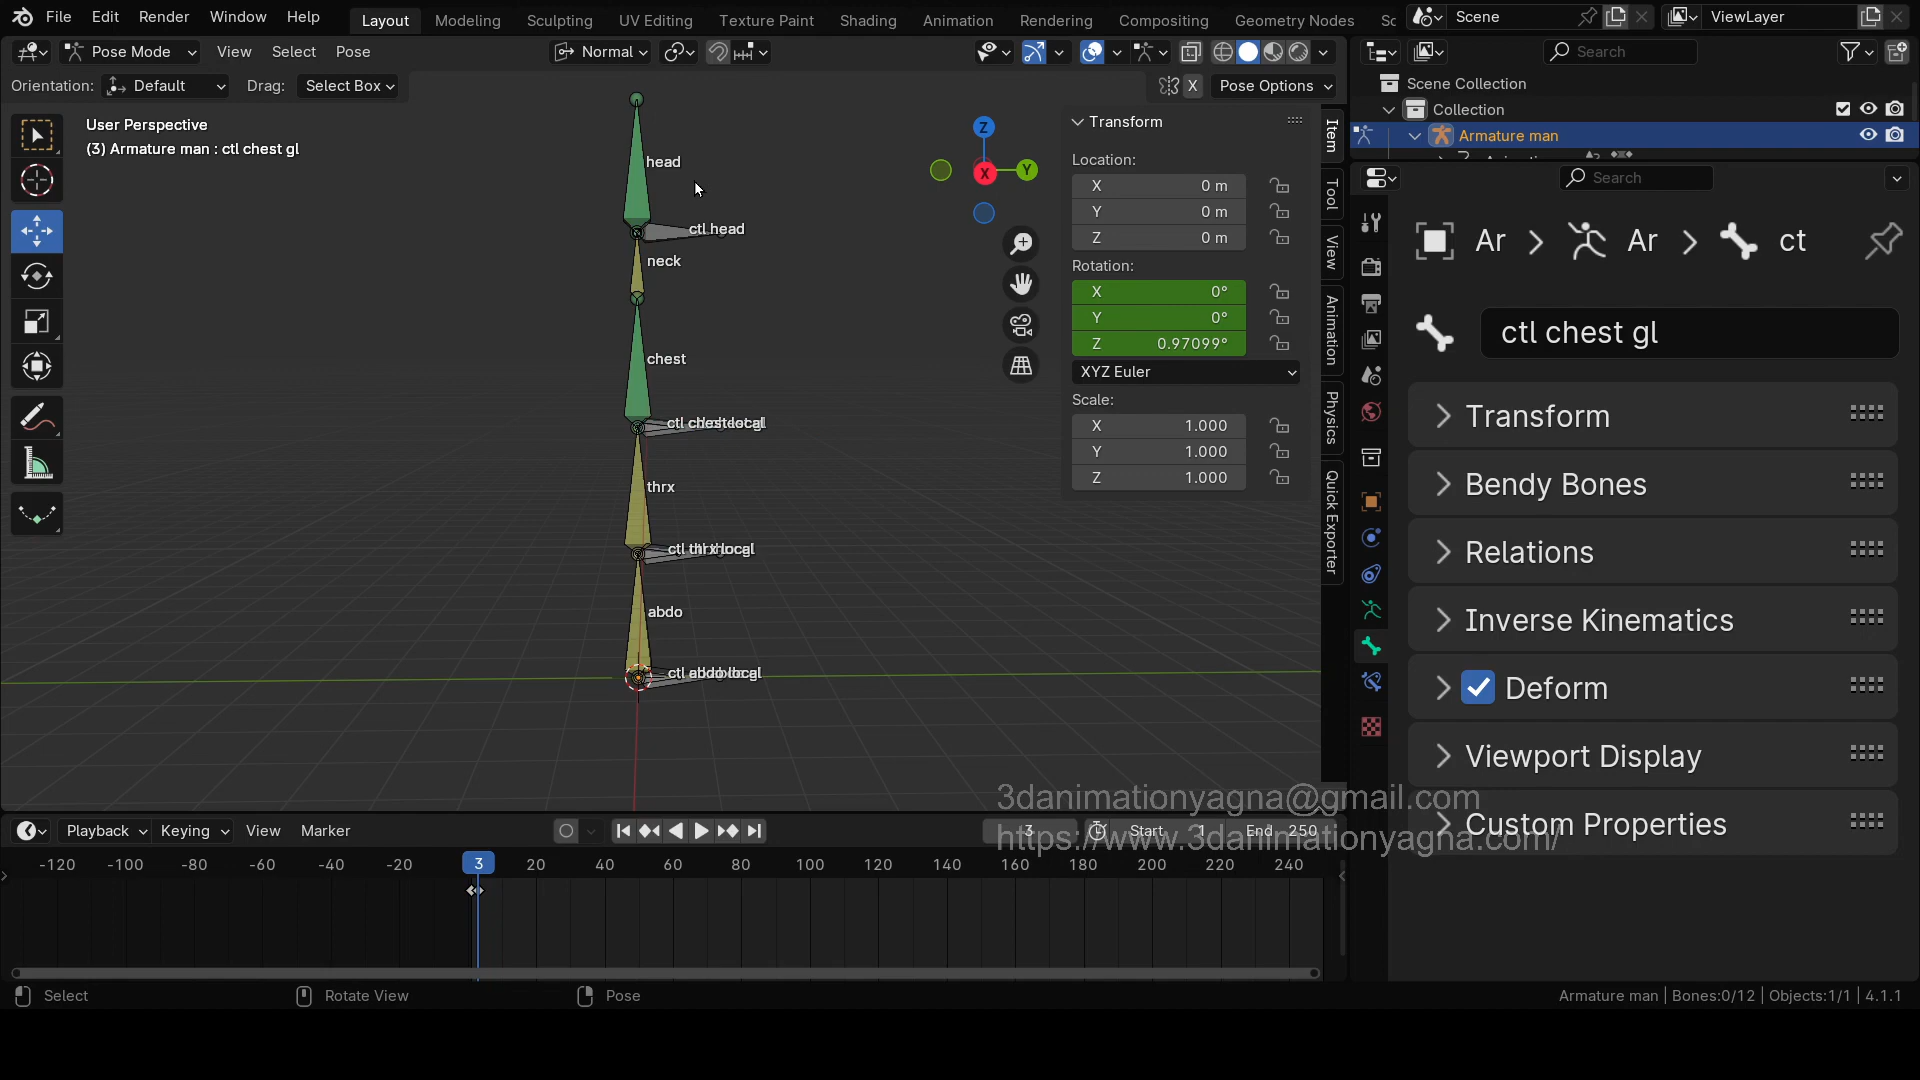 File Edit Render Window Help Layout Modeling Sculpting UV Editing Texture Paint Shading Animation Rendering Compositing Geometry Nodes Scene ViewLayer
Pose Mode View Select Pose Normal Search
Orientation: Default Drag: Select Box X Pose Options
Scene Collection
Collection
Armature man
User Perspective
(3) Armature man : ctl chest gl
head
ctl head
neck
chest
thrx
abdo
Z
Y
X
Transform
Location:
X 0 m
Y 0 m
Z 0 m
Rotation:
X 0°
Y 0°
Z 0.97099°
XYZ Euler
Scale:
X 1.000
Y 1.000
Z 1.000
Item
Tool
View
Animation
Physics
Quick Exporter
Search
Ar Ar ct
ctl chest gl
Transform
Bendy Bones
Relations
Inverse Kinematics
Deform
Viewport Display
Custom Properties
3danimationyagna@gmail.com
https://www.3danimationyagna.com/
Playback Keying View Marker 3 Start 1 End 250
-120 -100 -80 -60 -40 -20 3 20 40 60 80 100 120 140 160 180 200 220 240
Select Rotate View Pose Armature man | Bones:0/12 | Objects:1/1 | 4.1.1